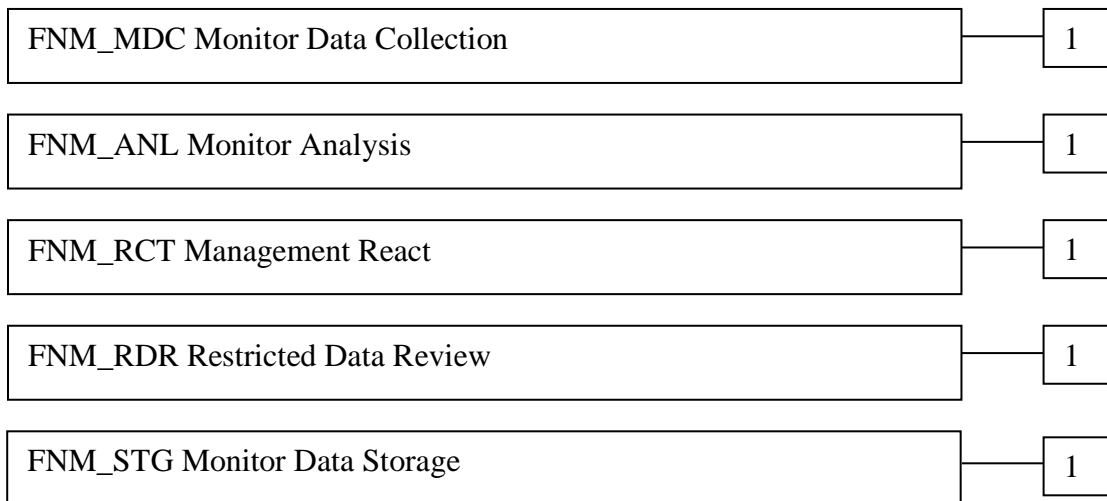 FNM_MDC Monitor Data Collection 1
FNM_ANL Monitor Analysis 1
FNM_RCT Management React 1
FNM_RDR Restricted Data Review 1
FNM_STG Monitor Data Storage 1